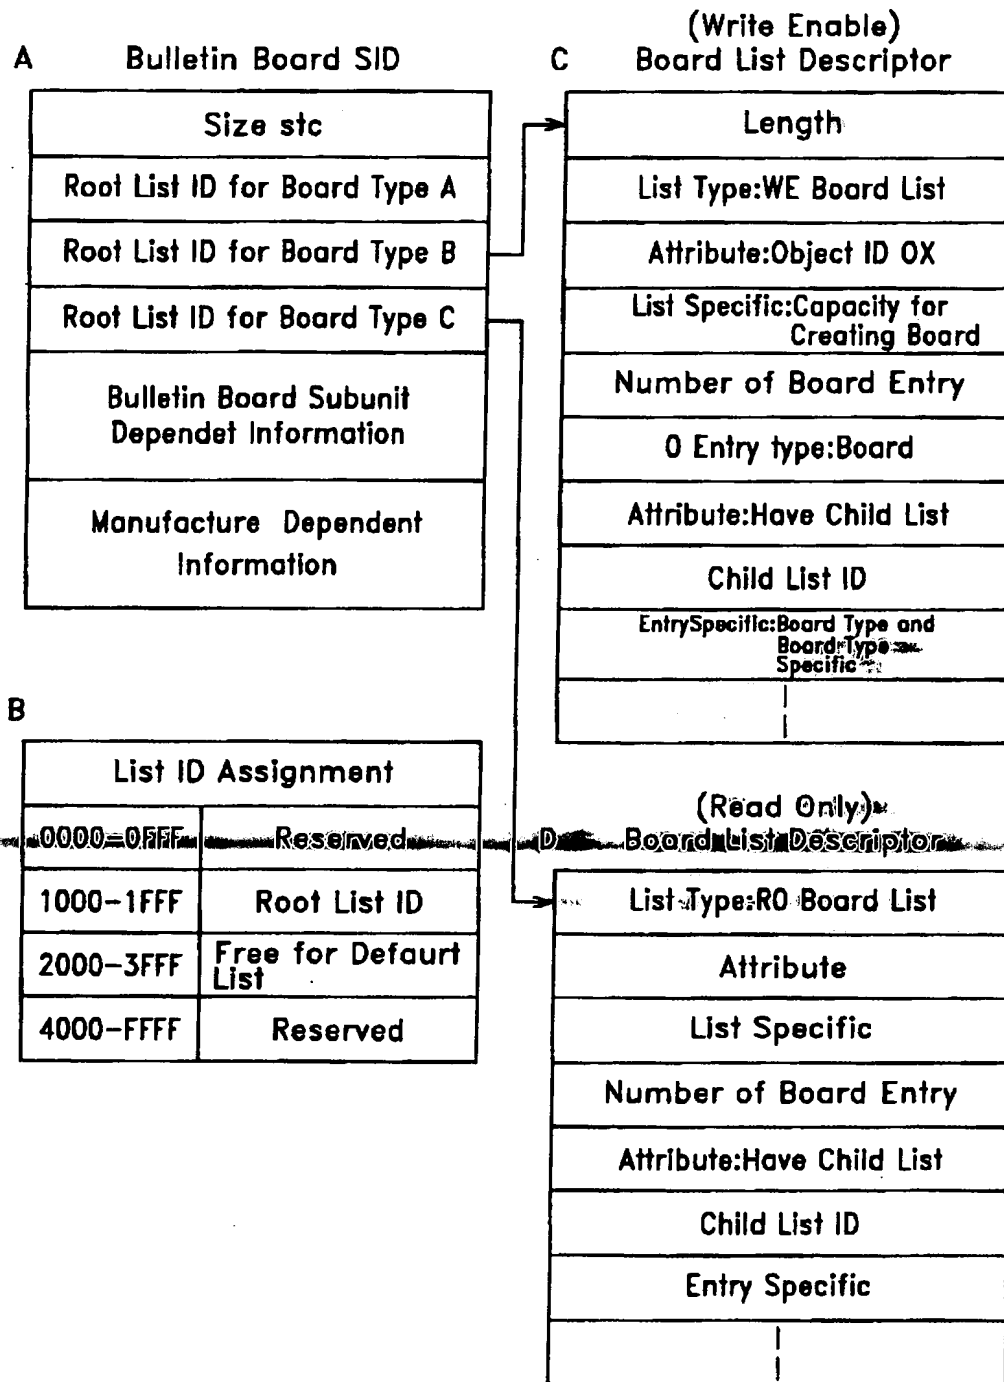 A Bulletin Board SID
Size stc
Root List ID for Board Type A
Root List ID for Board Type B
Root List ID for Board Type C
Bulletin Board Subunit
Dependet Information
Manufacture Dependent
Information
B
List ID Assignment
0000=0FFF Reserved
1000-1FFF Root List ID
2000-3FFF Free for Defaurt
List
4000-FFFF Reserved
(Write Enable)
C Board List Descriptor
Length
List Type:WE Board List
Attribute:Object ID OX
List Specific:Capacity for
Creating Board
Number of Board Entry
0 Entry type:Board
Attribute:Have Child List
Child List ID
EntrySpecific:Board Type and
Board Type
Specific
(Read Only)
D Board List Descriptor
List Type:RO Board List
Attribute
List Specific
Number of Board Entry
Attribute:Have Child List
Child List ID
Entry Specific